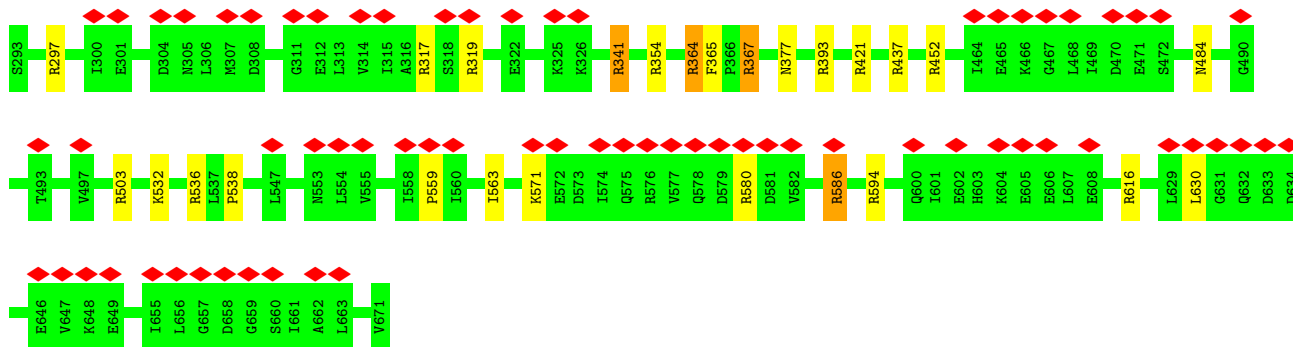 S293 R297 I300 E301 D304 N305 L306 M307 D308 G311 E312 L313 V314 I315 A316 R317 S318 R319 E322 K325 K326 R341 R354 R364 F365 P366 R367 N377 R393 R421 R437 R452 I464 E465 K466 G467 L468 I469 D470 E471 S472 N484 G490
T493 V497 R503 K532 R536 L537 P538 L547 N553 L554 V555 I558 P559 I560 I563 K571 E572 D573 I574 Q575 R576 V577 Q578 D579 R580 D581 V582 R586 R594 Q600 I601 E602 H603 K604 E605 E606 L607 E608 R616 L629 L630 G631 Q632 D633 D634
E646 V647 K648 E649 I655 L656 G657 D658 G659 S660 I661 A662 L663 V671